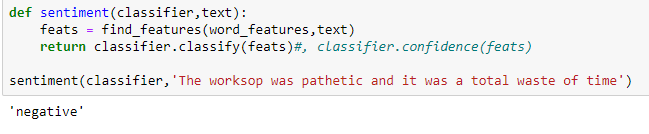 def sentiment(classifier,text):
    feats = find_features(word_features,text)
    return classifier.classify(feats)#, classifier.confidence(feats)
sentiment(classifier,'The worksop was pathetic and it was a total waste of time')
'negative'